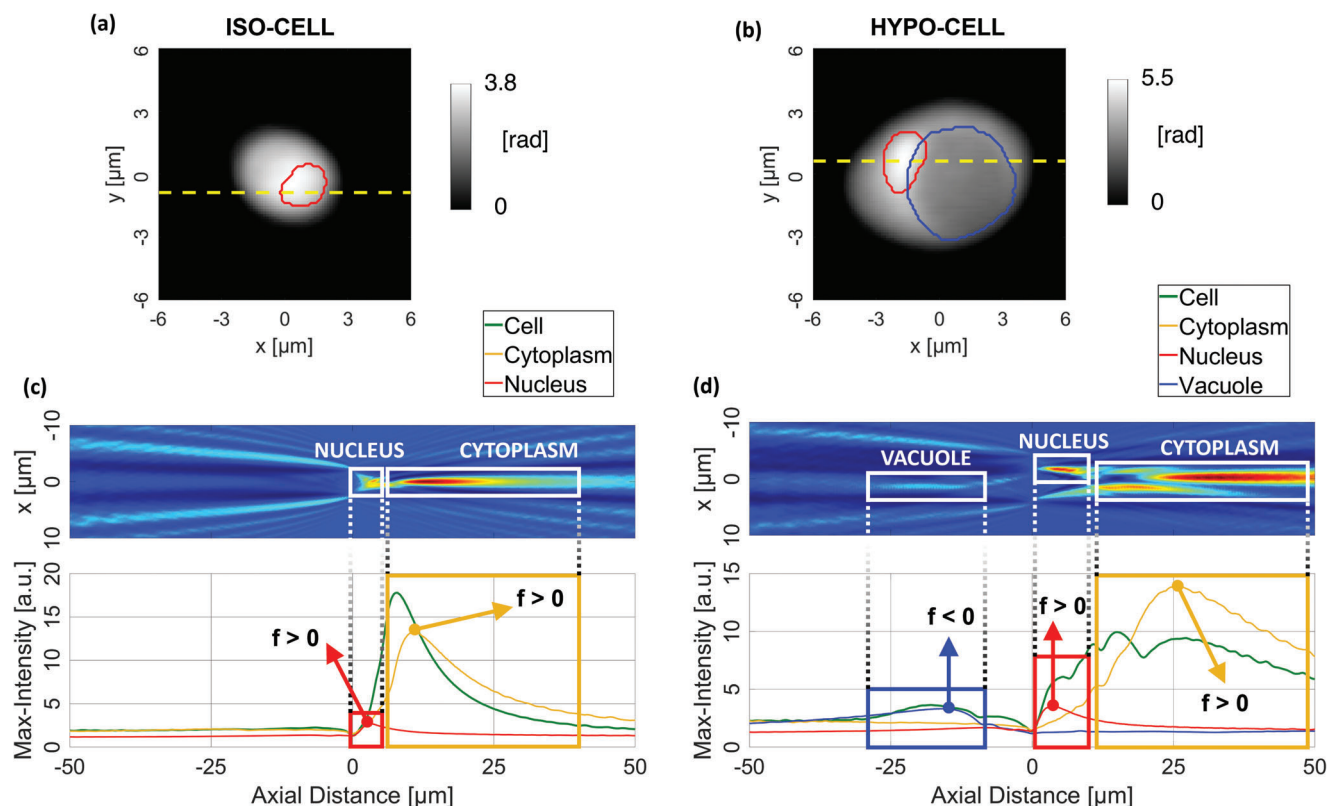 (a)
ISO-CELL
6
3
0
-3
-6
y [µm]
-6
-3
0
3
6
x [µm]
3.8
[rad]
0
Cell
Cytoplasm
Nucleus
(b)
HYPO-CELL
6
3
0
-3
-6
y [µm]
-6
-3
0
3
6
x [µm]
5.5
[rad]
0
Cell
Cytoplasm
Nucleus
Vacuole
(c)
-10
0
10
x [µm]
NUCLEUS
CYTOPLASM
20
15
10
5
0
Max-Intensity [a.u.]
f > 0
f > 0
-50
-25
0
25
50
Axial Distance [µm]
(d)
-10
0
10
x [µm]
VACUOLE
NUCLEUS
CYTOPLASM
15
10
5
0
Max-Intensity [a.u.]
f < 0
f > 0
f > 0
-50
-25
0
25
50
Axial Distance [µm]